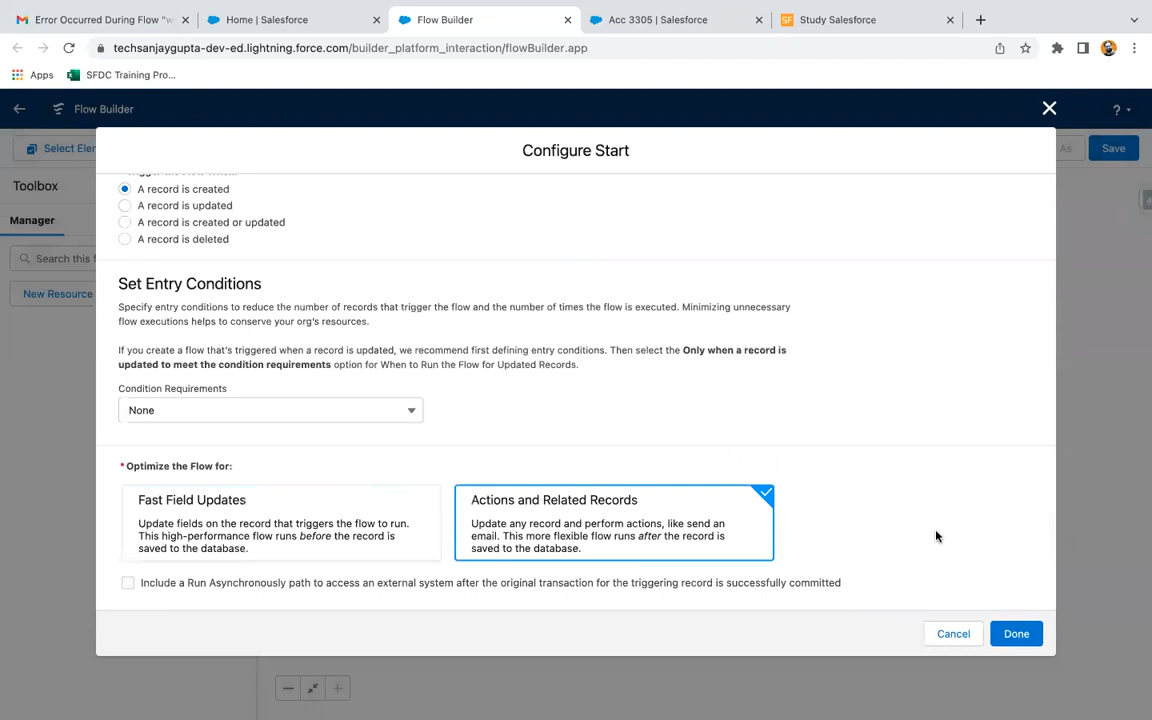 Error Occurred During Flow "w
Home | Salesforce
Flow Builder
Acc 3305 | Salesforce
Study Salesforce
techsanjaygupta-dev-ed.lightning.force.com/builder_platform_interaction/flowBuilder.app
Apps
SFDC Training Pro...
Flow Builder
?
Select Eler
As
Save
Configure Start
Toolbox
Manager
Search this f
New Resource
A record is created
A record is updated
A record is created or updated
A record is deleted
Set Entry Conditions
Specify entry conditions to reduce the number of records that trigger the flow and the number of times the flow is executed. Minimizing unnecessary
flow executions helps to conserve your org's resources.
If you create a flow that's triggered when a record is updated, we recommend first defining entry conditions. Then select the Only when a record is
updated to meet the condition requirements option for When to Run the Flow for Updated Records.
Condition Requirements
None
*Optimize the Flow for:
Fast Field Updates
Update fields on the record that triggers the flow to run.
This high-performance flow runs before the record is
saved to the database.
Actions and Related Records
Update any record and perform actions, like send an
email. This more flexible flow runs after the record is
saved to the database.
Include a Run Asynchronously path to access an external system after the original transaction for the triggering record is successfully committed
Cancel
Done